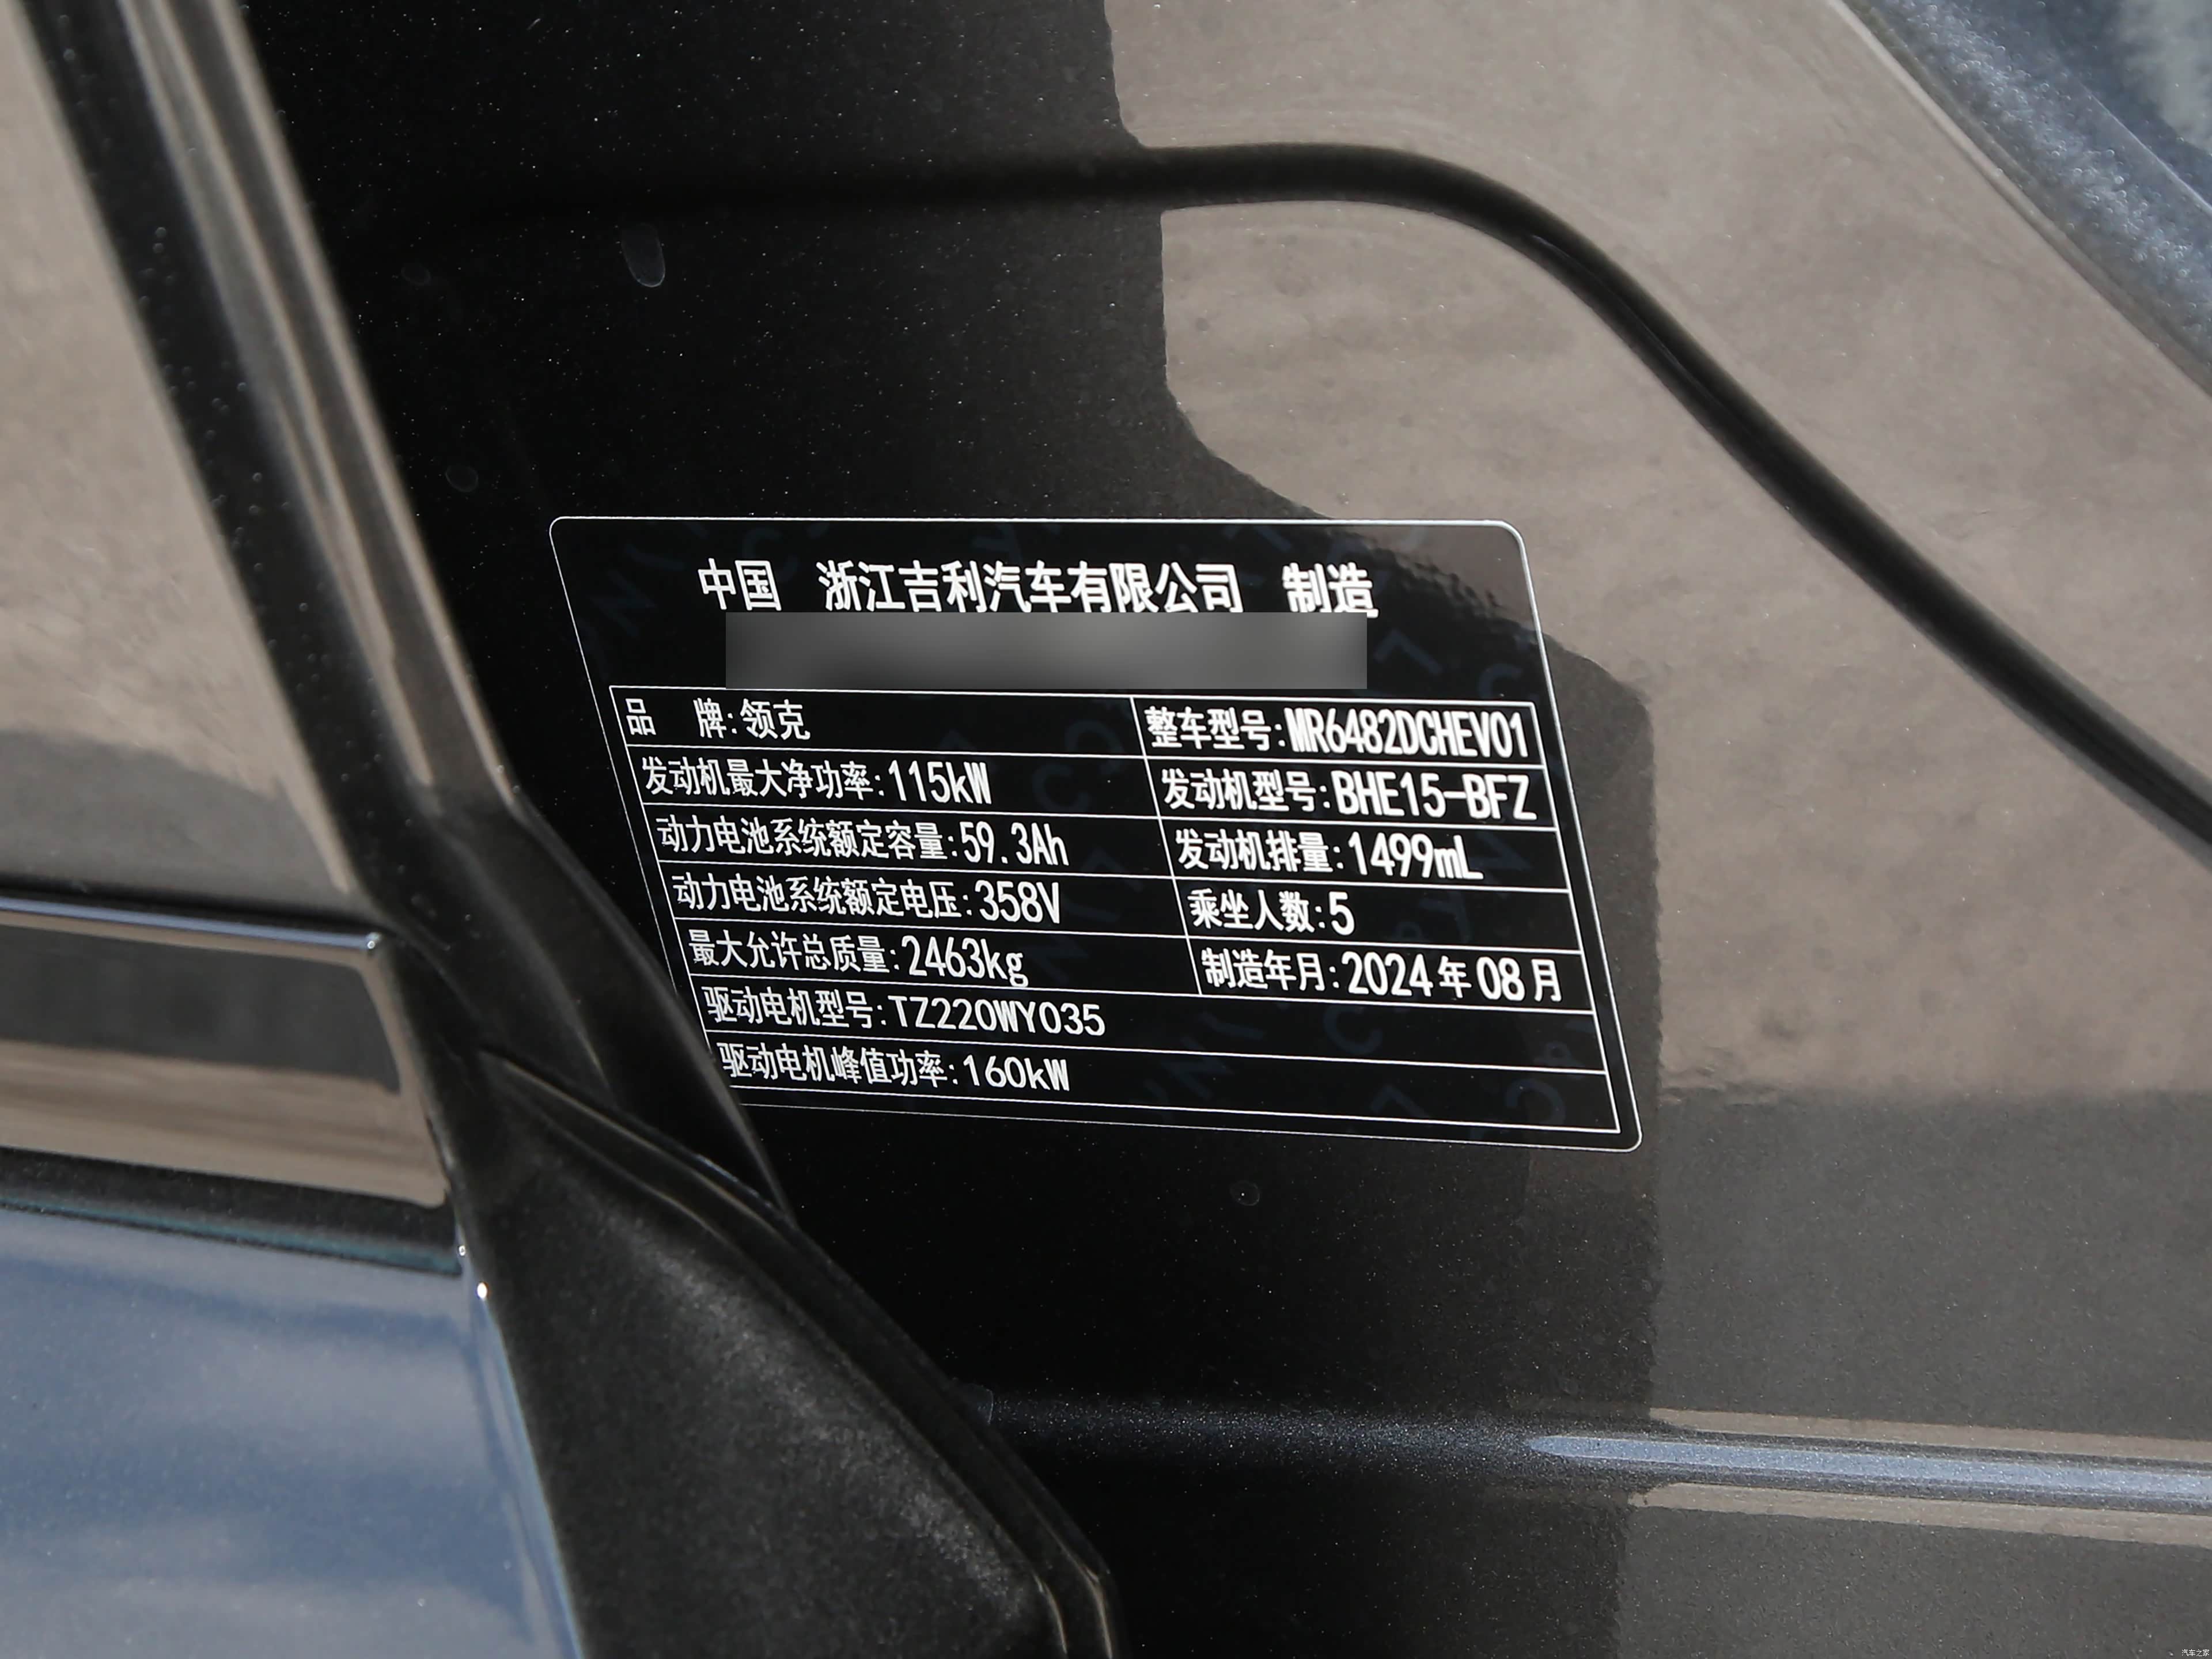 中国 浙江吉利汽车有限公司 制造
品 牌:领克 整车型号:MR6482DCHEV01
发动机最大净功率:115kW 发动机型号:BHE15-BFZ
动力电池系统额定容量:59.3Ah 发动机排量:1499mL
动力电池系统额定电压:358V 乘坐人数:5
最大允许总质量:2463kg 制造年月:2024年08月
驱动电机型号:TZ220WY035
驱动电机峰值功率:160kW
汽车之家